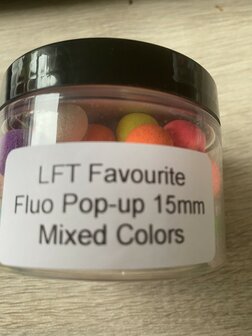 LFT Favourite
Fluo Pop-up 15mm
Mixed Colors